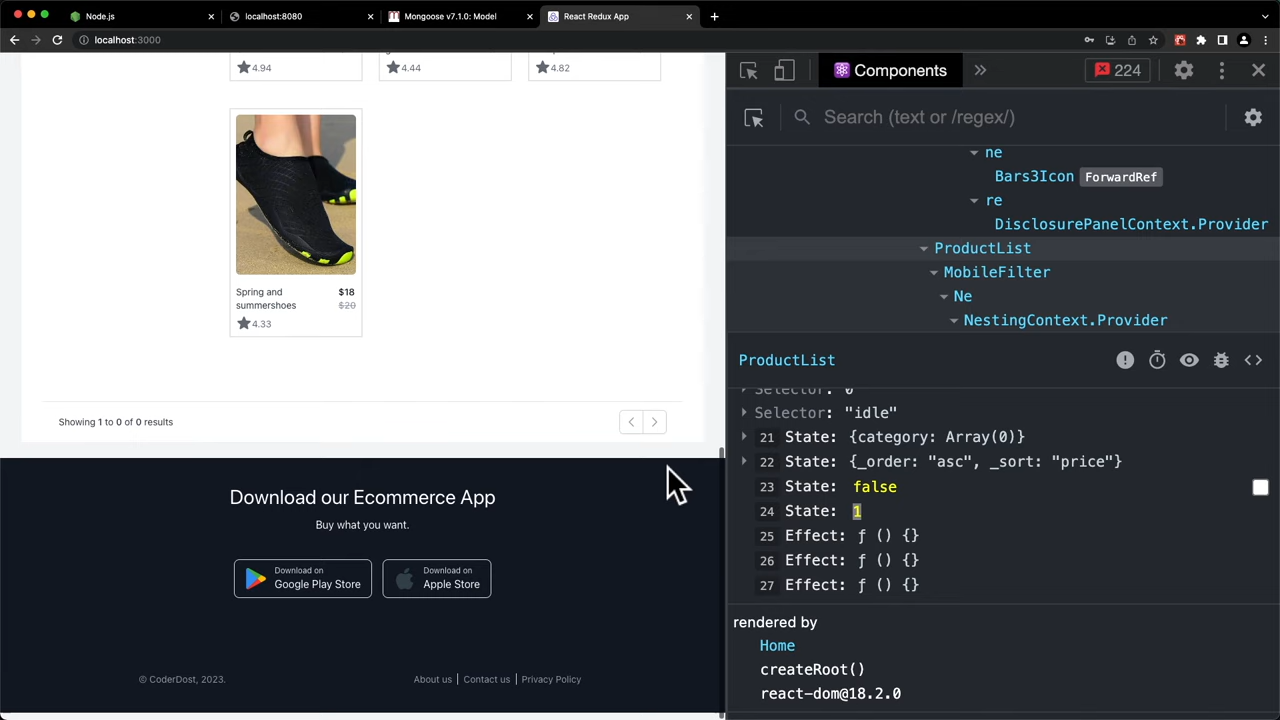 Node.js
localhost:8080
Mongoose v7.1.0: Model
React Redux App
localhost:3000
4.94
4.44
4.82
Spring and
summershoes
$18
$20
4.33
Showing 1 to 0 of 0 results
Download our Ecommerce App
Buy what you want.
Download on
Google Play Store
Download on
Apple Store
© CoderDost, 2023.
About us
Contact us
Privacy Policy
Components
224
Search (text or /regex/)
ne
Bars3Icon ForwardRef
re
DisclosurePanelContext.Provider
ProductList
MobileFilter
Ne
NestingContext.Provider
ProductList
Selector: 0
Selector: "idle"
21 State: {category: Array(0)}
22 State: {_order: "asc", _sort: "price"}
23 State: false
24 State: 1
25 Effect: ƒ () {}
26 Effect: ƒ () {}
27 Effect: ƒ () {}
rendered by
Home
createRoot()
react-dom@18.2.0